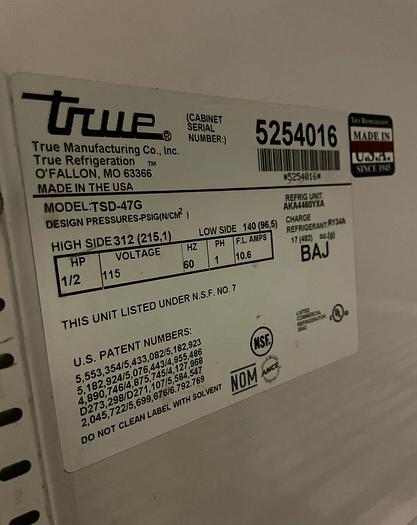 true®
(CABINET
SERIAL
NUMBER:)
5254016
*5254016*
True Manufacturing Co., Inc.
True Refrigeration ™
O'FALLON, MO 63366
MADE IN THE USA
TRUE REFRIGERATION
MADE IN
U.S.A.
SINCE 1945
MODEL: TSD-47G
DESIGN PRESSURES-PSIG(N/CM²)
HIGH SIDE 312 (215,1) LOW SIDE 140 (96,5)
REFRIG UNIT:
AKA4460YXA
CHARGE
REFRIGERANT: R134A
17 (482) oz.(g)
BAJ
HP VOLTAGE HZ PH F.L. AMPS
1/2 115 60 1 10.6
THIS UNIT LISTED UNDER N.S.F. NO. 7
LISTED
COMMERCIAL
REFRIGERATOR
UL
U.S. PATENT NUMBERS:
5,553,354/5,433,082/5,182,923
5,182,924/5,076,443/4,955,486
4,890,746/4,875,745/4,127,968
D273,298/D271,107/5,584,547
2,045,722/5,699,676/6,792,769
DO NOT CLEAN LABEL WITH SOLVENT
NSF
NOM
ANCE